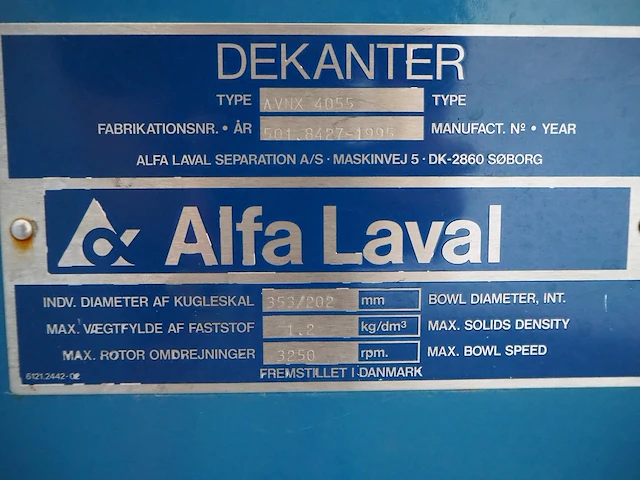 DEKANTER
TYPE AVNX 4055 TYPE
FABRIKATIONSNR. • ÅR 501.8427-1995 MANUFACT. Nº • YEAR
ALFA LAVAL SEPARATION A/S · MASKINVEJ 5 · DK-2860 SØBORG
Alfa Laval
INDV. DIAMETER AF KUGLESKAL 353/202 mm BOWL DIAMETER, INT.
MAX. VÆGTFYLDE AF FASTSTOF 1.2 kg/dm³ MAX. SOLIDS DENSITY
MAX. ROTOR OMDREJNINGER 3250 rpm. MAX. BOWL SPEED
6121.2442-02 FREMSTILLET I DANMARK